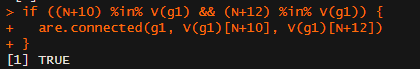 > if ((N+10) %in% V(g1) && (N+12) %in% V(g1)) {
+   are.connected(g1, V(g1)[N+10], V(g1)[N+12])
+ }
[1] TRUE